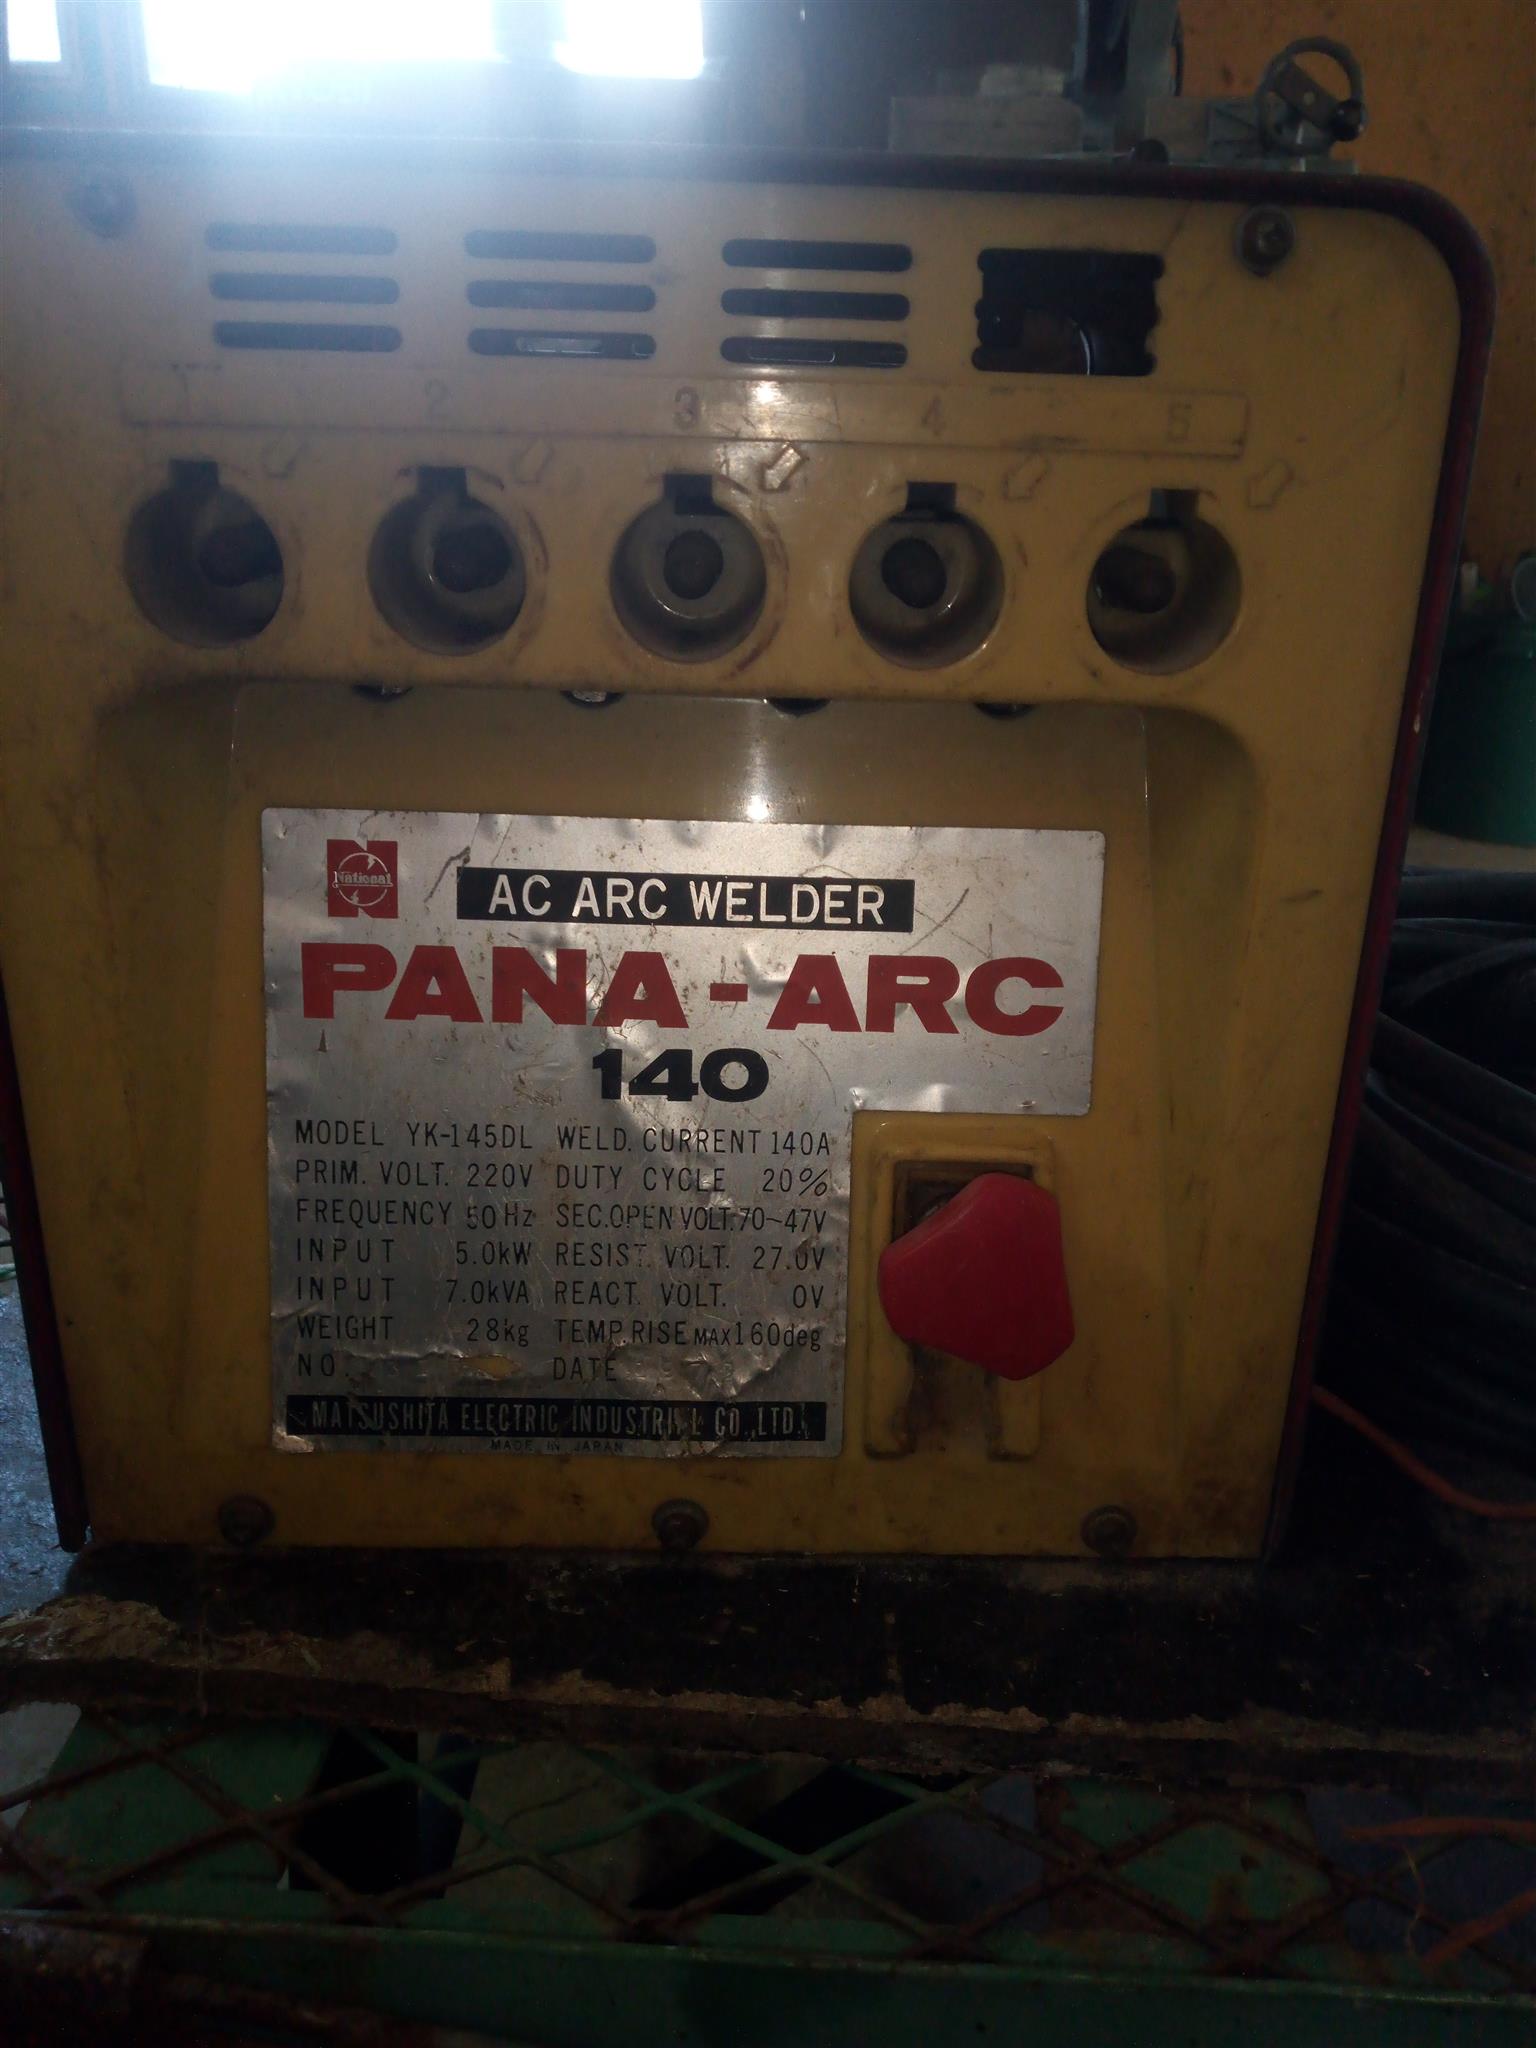 1 2 3 4 5
National
AC ARC WELDER
PANA-ARC
140
MODEL YK-145DL WELD. CURRENT 140A
PRIM. VOLT. 220V DUTY CYCLE 20%
FREQUENCY 50Hz SEC.OPEN VOLT.70~47V
INPUT 5.0kW RESIST. VOLT. 27.0V
INPUT 7.0kVA REACT. VOLT. 0V
WEIGHT 28kg TEMP.RISE MAX 160deg
NO. DATE
MATSUSHITA ELECTRIC INDUSTRIAL CO.,LTD.
MADE IN JAPAN